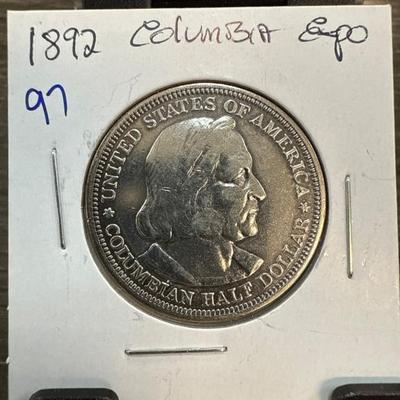 1892 Columbia Expo
97
UNITED STATES OF AMERICA
COLUMBIAN HALF DOLLAR